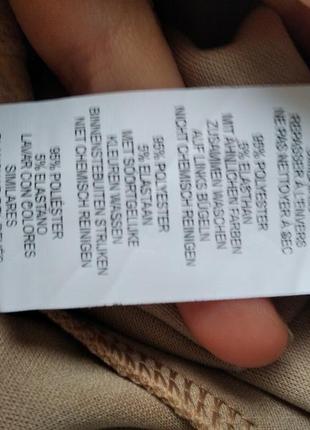 REPASSER À L'ENVERS
NE PAS NETTOYER À SEC
95% POLYESTER
5% ELASTHAN
MIT ÄHNLICHEN FARBEN
ZUSAMMEN WASCHEN
AUF LINKS BÜGELN
NICHT CHEMISCH REINIGEN
95% POLYESTER
5% ELASTAAN
MET SOORTGELIJKE
KLEUREN WASSEN
BINNENSTEBUITEN STRIJKEN
NIET CHEMISCH REINIGEN
95% POLIÉSTER
5% ELASTANO
LAVAR CON COLORES
SIMILARES